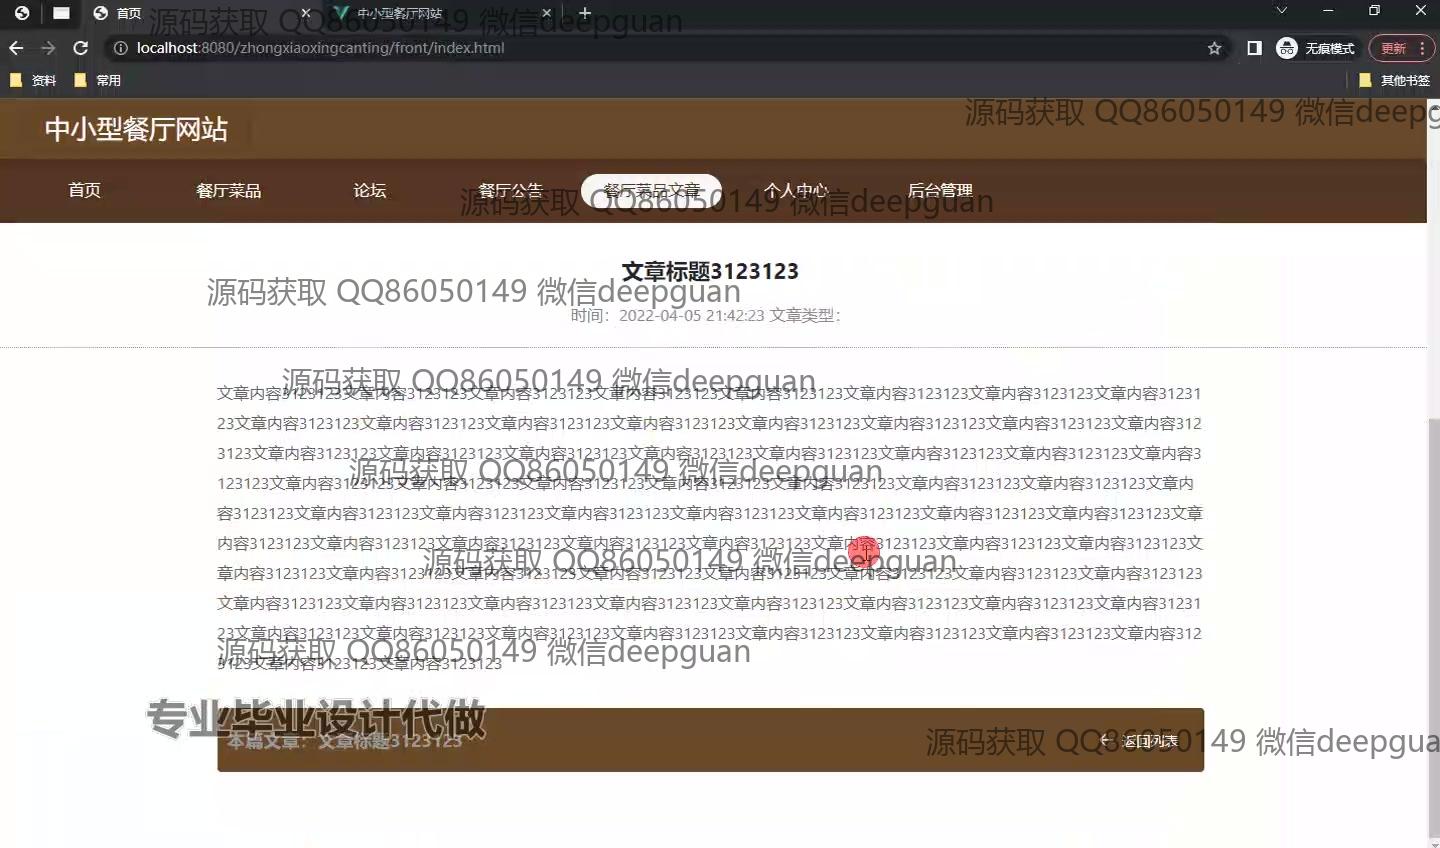 首页
中小型餐厅网站
源码获取 QQ86050149 微信deepguan
localhost:8080/zhongxiaoxingcanting/front/index.html
无痕模式
更新
资料
常用
其他书签
源码获取 QQ86050149 微信deepg
中小型餐厅网站
首页 餐厅菜品 论坛 餐厅公告 餐厅菜品文章 个人中心 后台管理
源码获取 QQ86050149 微信deepguan
文章标题3123123
源码获取 QQ86050149 微信deepguan
时间：2022-04-05 21:42:23 文章类型：
源码获取 QQ86050149 微信deepguan
文章内容3123123文章内容3123123文章内容3123123文章内容3123123文章内容3123123文章内容3123123文章内容3123123文章内容31231
23文章内容3123123文章内容3123123文章内容3123123文章内容3123123文章内容3123123文章内容3123123文章内容3123123文章内容312
3123文章内容3123123文章内容3123123文章内容3123123文章内容3123123文章内容3123123文章内容3123123文章内容3123123文章内容3
源码获取 QQ86050149 微信deepguan
123123文章内容3123123文章内容3123123文章内容3123123文章内容3123123文章内容3123123文章内容3123123文章内容3123123文章内
容3123123文章内容3123123文章内容3123123文章内容3123123文章内容3123123文章内容3123123文章内容3123123文章内容3123123文章
内容3123123文章内容3123123文章内容3123123文章内容3123123文章内容3123123文章内容3123123文章内容3123123文章内容3123123文
源码获取 QQ86050149 微信deepguan
章内容3123123文章内容3123123文章内容3123123文章内容3123123文章内容3123123文章内容3123123文章内容3123123文章内容3123123
文章内容3123123文章内容3123123文章内容3123123文章内容3123123文章内容3123123文章内容3123123文章内容3123123文章内容31231
23文章内容3123123文章内容3123123文章内容3123123文章内容3123123文章内容3123123文章内容3123123文章内容3123123文章内容312
源码获取 QQ86050149 微信deepguan
3123文章内容3123123文章内容3123123
专业毕业设计代做
本篇文章：文章标题3123123
返回列表
源码获取 QQ86050149 微信deepgua